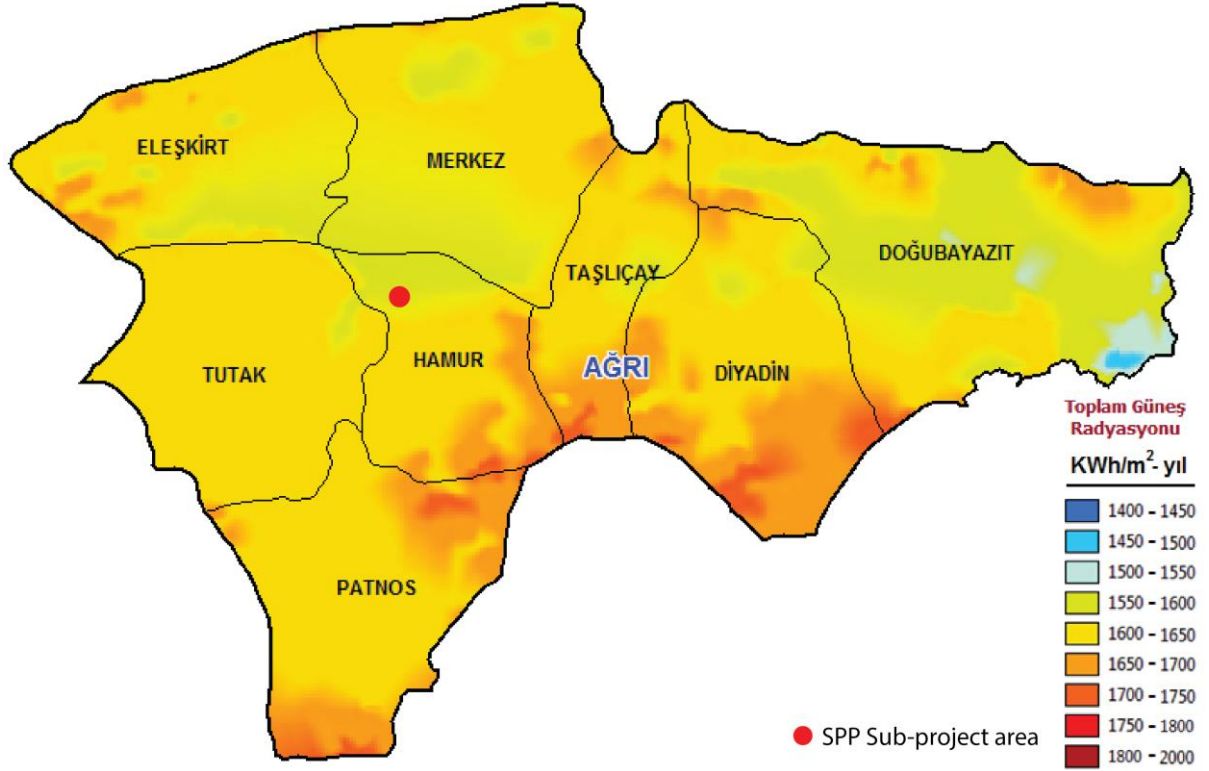 ELEŞKİRT
MERKEZ
TAŞLIÇAY
DOĞUBAYAZIT
TUTAK
HAMUR
AĞRI
DİYADİN
PATNOS
Toplam Güneş
Radyasyonu
KWh/m²- yıl
1400 - 1450
1450 - 1500
1500 - 1550
1550 - 1600
1600 - 1650
1650 - 1700
1700 - 1750
1750 - 1800
1800 - 2000
SPP Sub-project area